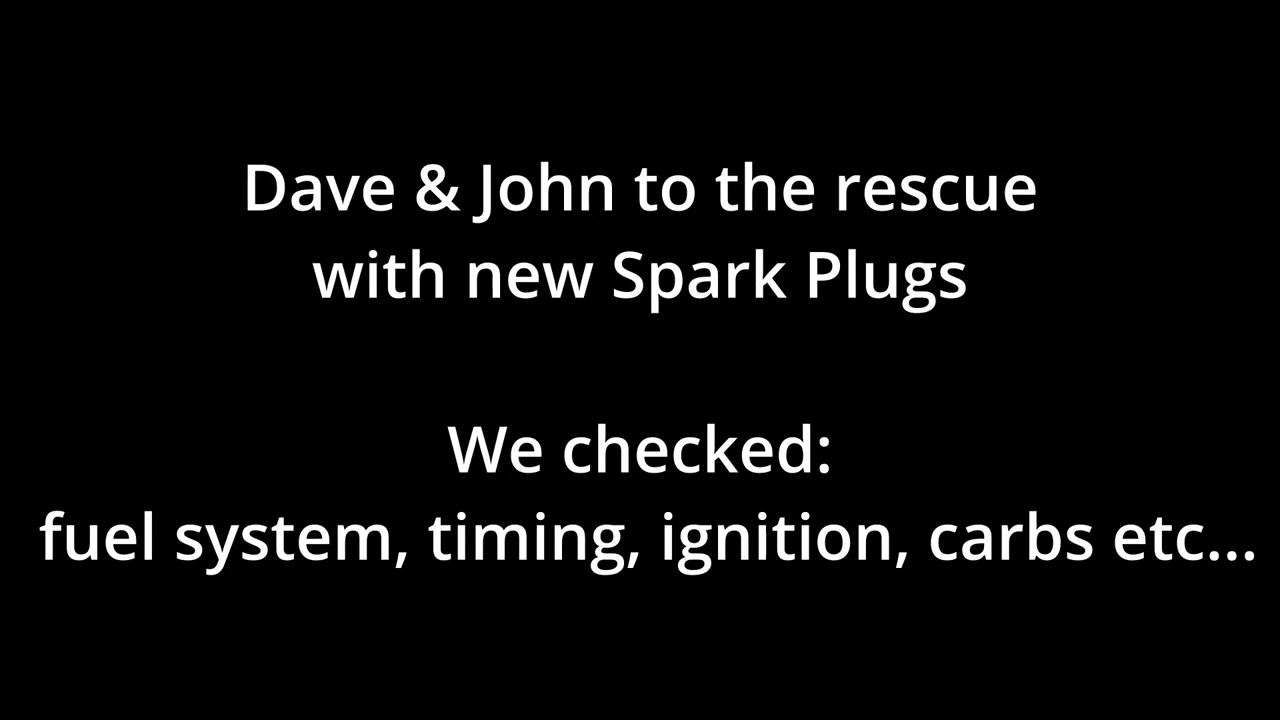 Dave & John to the rescue
with new Spark Plugs
We checked:
fuel system, timing, ignition, carbs etc...